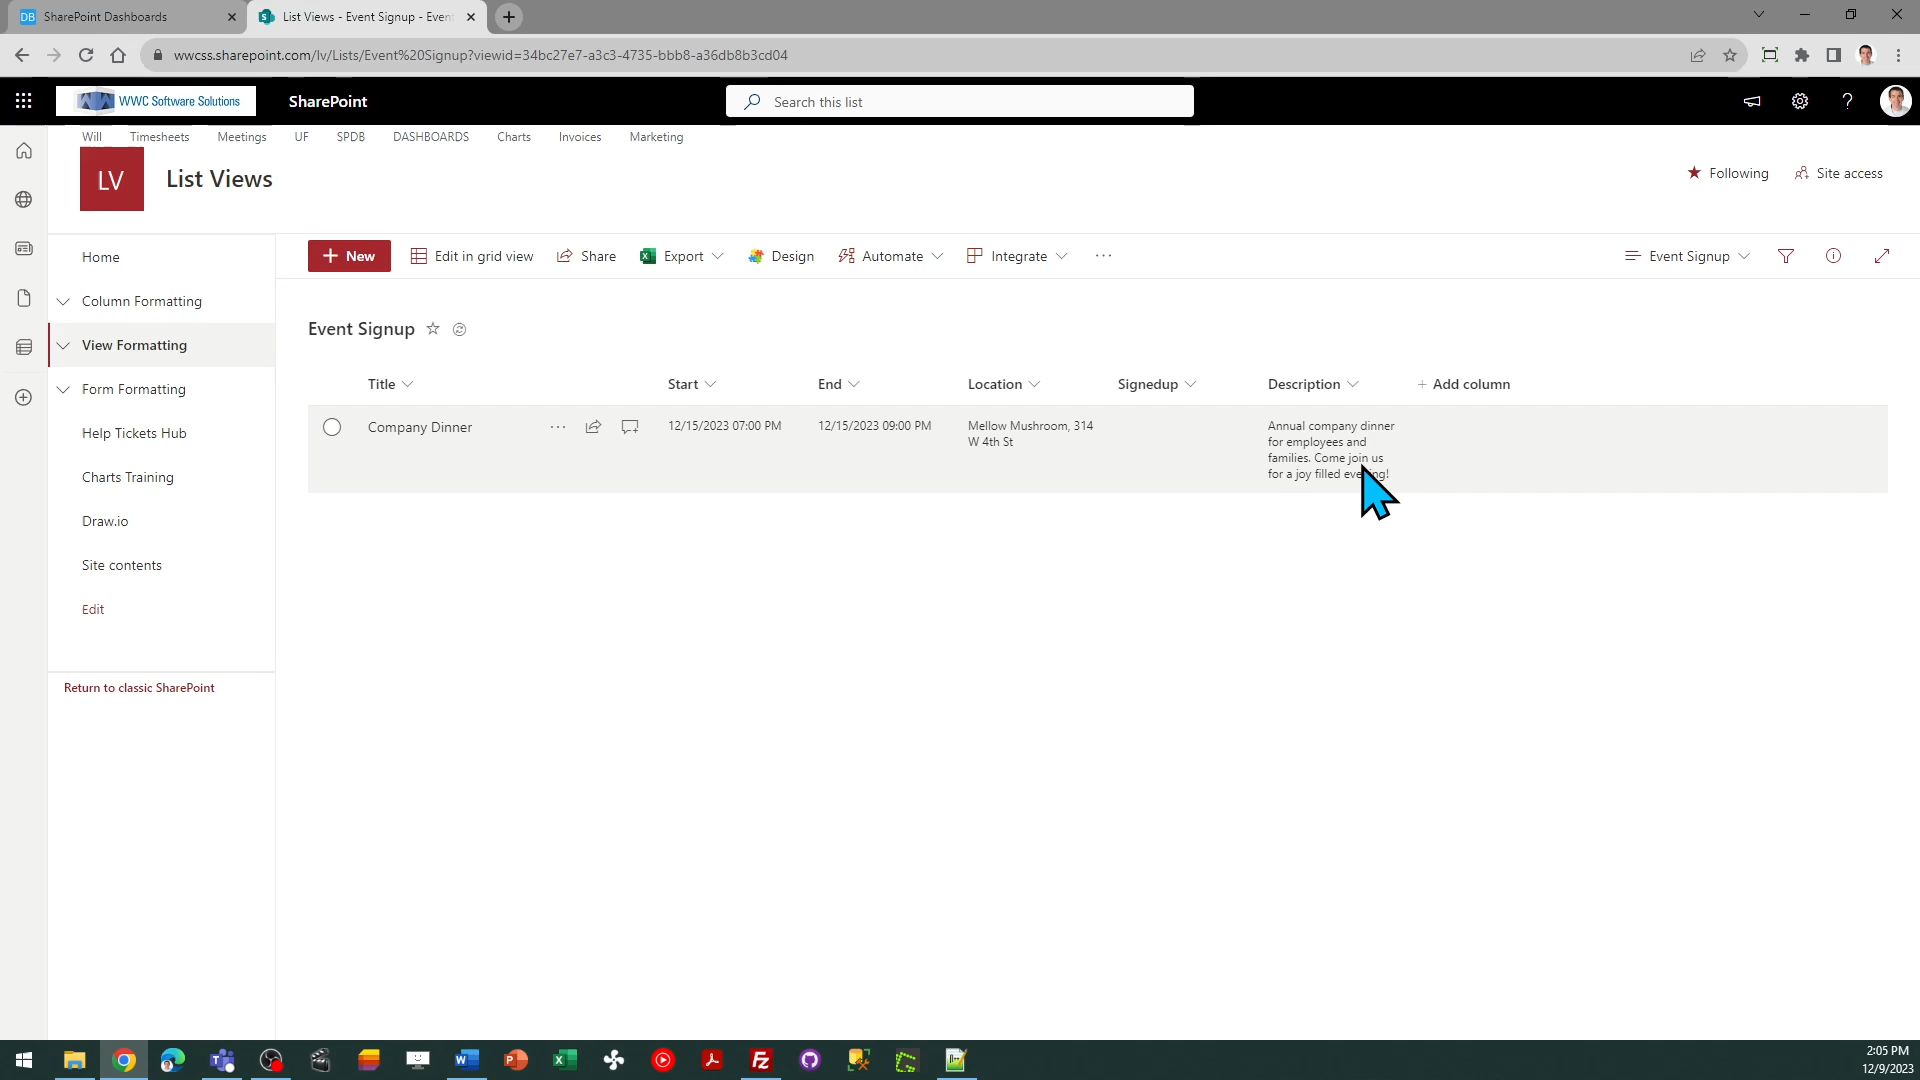 DB SharePoint Dashboards
List Views - Event Signup - Even
wwcss.sharepoint.com/lv/Lists/Event%20Signup?viewid=34bc27e7-a3c3-4735-bbb8-a36db8b3cd04
WWC Software Solutions
SharePoint
Search this list
Will Timesheets Meetings UF SPDB DASHBOARDS Charts Invoices Marketing
LV
List Views
Following
Site access
Home
Column Formatting
View Formatting
Form Formatting
Help Tickets Hub
Charts Training
Draw.io
Site contents
Edit
Return to classic SharePoint
+ New
Edit in grid view
Share
Export
Design
Automate
Integrate
...
Event Signup
Event Signup
Title Start End Location Signedup Description + Add column
Company Dinner
12/15/2023 07:00 PM
12/15/2023 09:00 PM
Mellow Mushroom, 314
W 4th St
Annual company dinner
for employees and
families. Come join us
for a joy filled
2:05 PM
12/9/2023